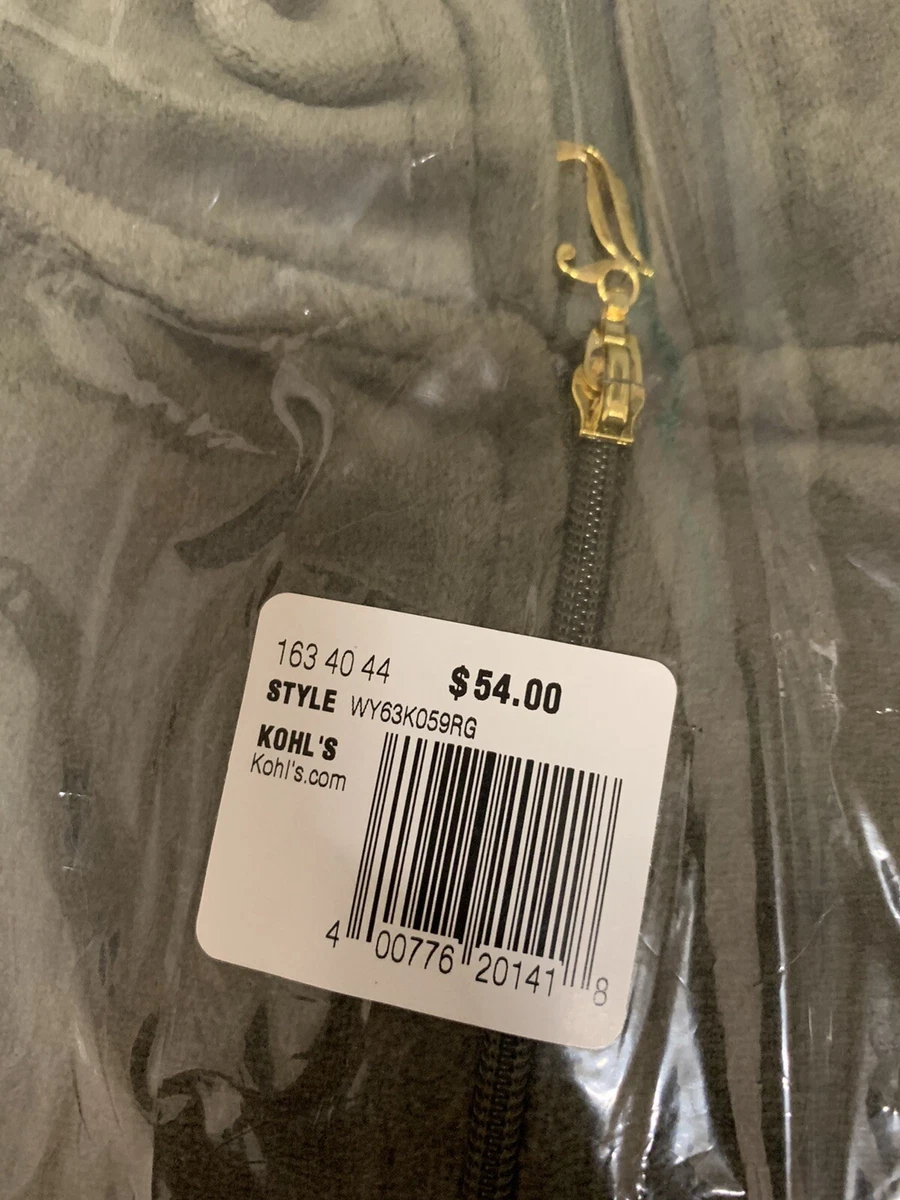 163 40 44 $54.00
STYLE WY63K059RG
KOHL'S
Kohl's.com
4 00776 20141 8